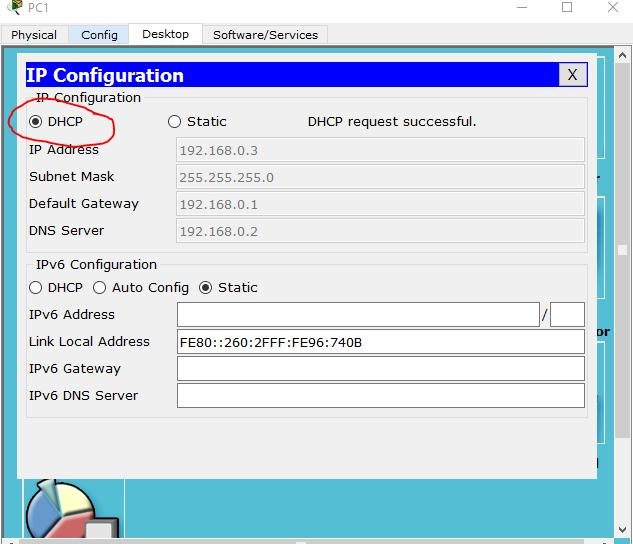 PC1
Physical Config Desktop Software/Services
IP Configuration X
IP Configuration
DHCP Static DHCP request successful.
IP Address 192.168.0.3
Subnet Mask 255.255.255.0
Default Gateway 192.168.0.1
DNS Server 192.168.0.2
IPv6 Configuration
DHCP Auto Config Static
IPv6 Address /
Link Local Address FE80::260:2FFF:FE96:740B
IPv6 Gateway
IPv6 DNS Server